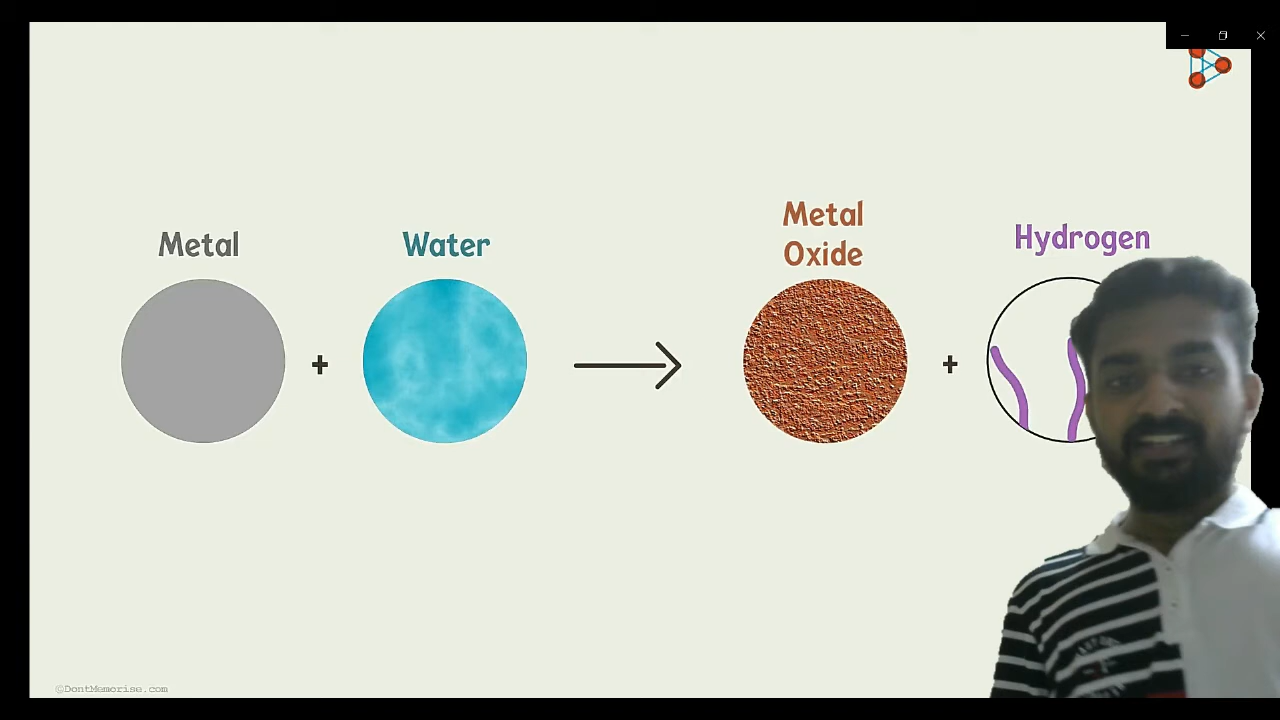 Metal
+
Water
Metal
Oxide
+
Hydrogen
©DontMemorise.com